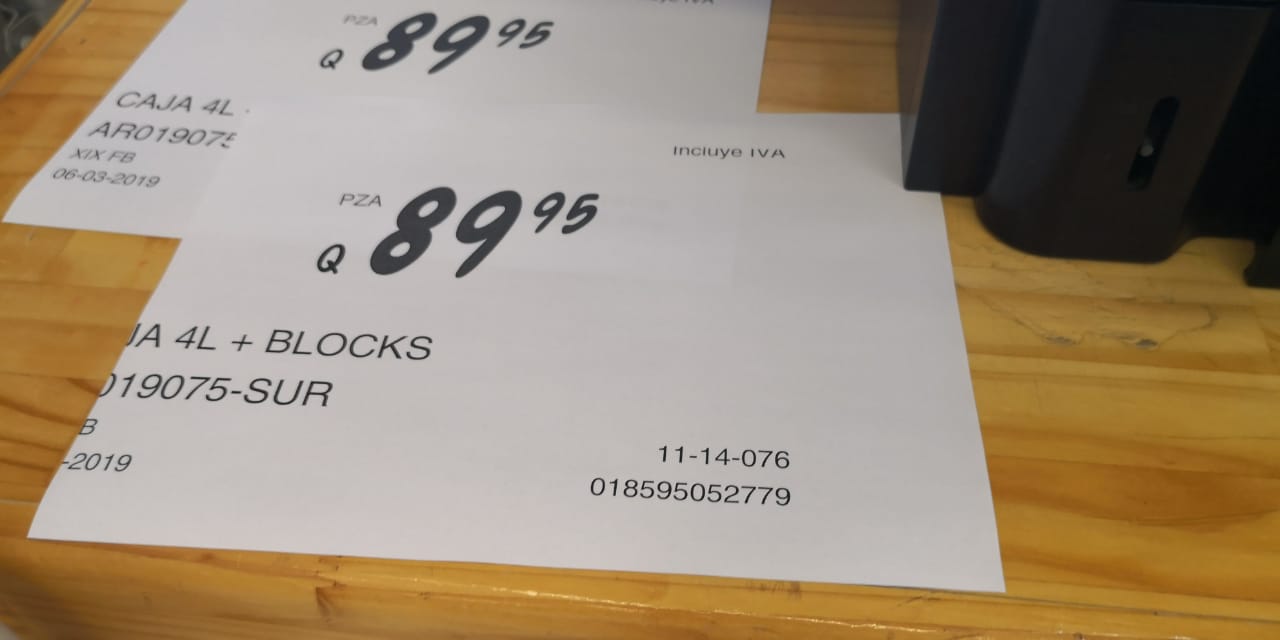 IVA
PZA
Q 89 95
CAJA 4L
AR019075
XIX FB
06-03-2019
Incluye IVA
PZA
Q 89 95
JA 4L + BLOCKS
019075-SUR
B
-2019
11-14-076
018595052779